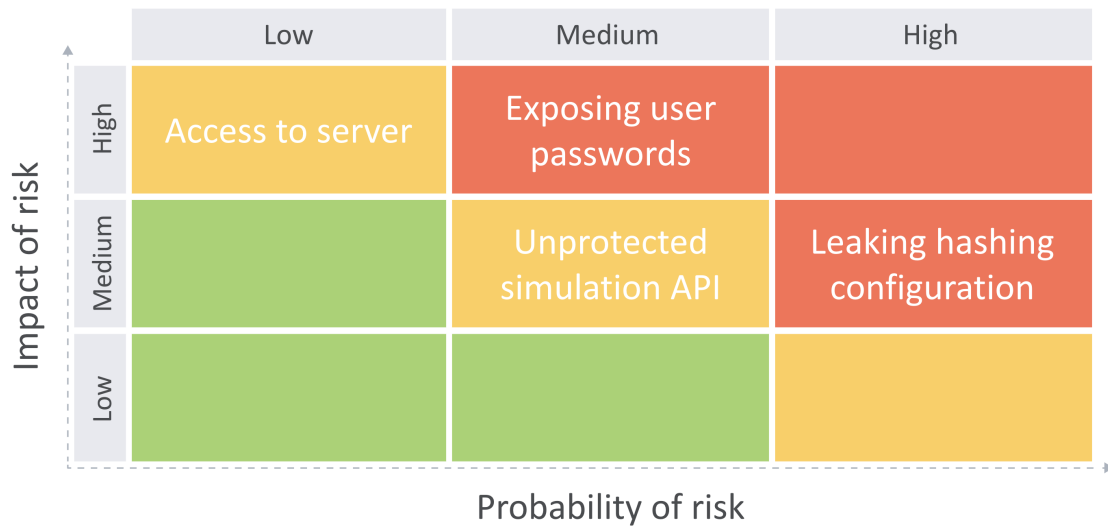 Low
Medium
High
High
Access to server
Exposing user
passwords
Medium
Unprotected
simulation API
Leaking hashing
configuration
Low
Impact of risk
Probability of risk